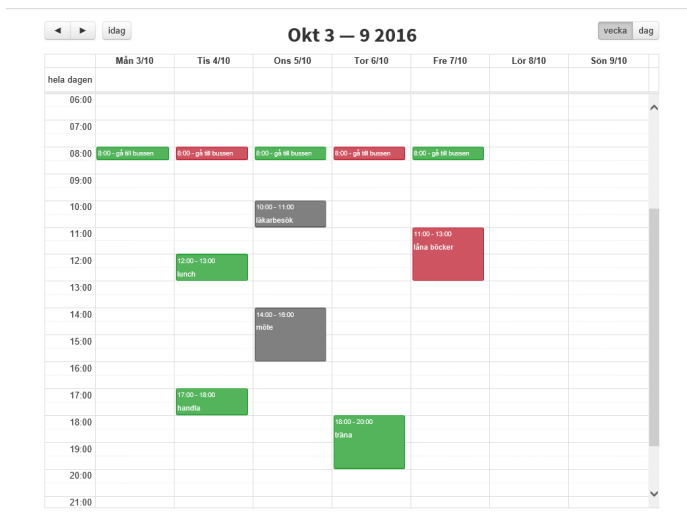 ◄ ► idag
Okt 3 — 9 2016
vecka dag
Mån 3/10 Tis 4/10 Ons 5/10 Tor 6/10 Fre 7/10 Lör 8/10 Sön 9/10
hela dagen
06:00
07:00
08:00 8:00 - gå till bussen 8:00 - gå till bussen 8:00 - gå till bussen 8:00 - gå till bussen 8:00 - gå till bussen
09:00
10:00 10:00 - 11:00
läkarbesök
11:00 11:00 - 13:00
låna böcker
12:00 12:00 - 13:00
lunch
13:00
14:00 14:00 - 16:00
möte
15:00
16:00
17:00 17:00 - 18:00
handla
18:00 18:00 - 20:00
träna
19:00
20:00
21:00